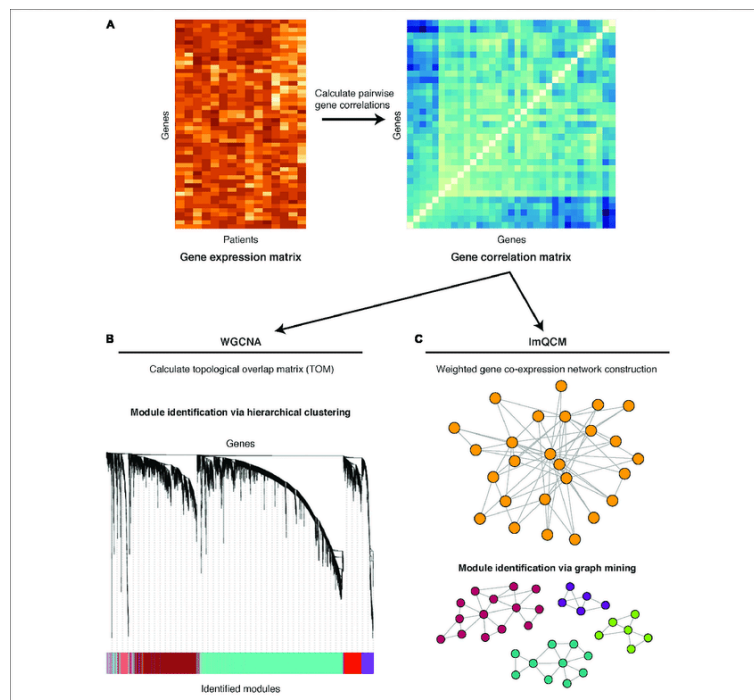 A
Genes
Calculate pairwise
gene correlations
Genes
Patients
Gene expression matrix
Genes
Gene correlation matrix
B
WGCNA
Calculate topological overlap matrix (TOM)
Module identification via hierarchical clustering
Genes
Identified modules
C
lmQCM
Weighted gene co-expression network construction
Module identification via graph mining